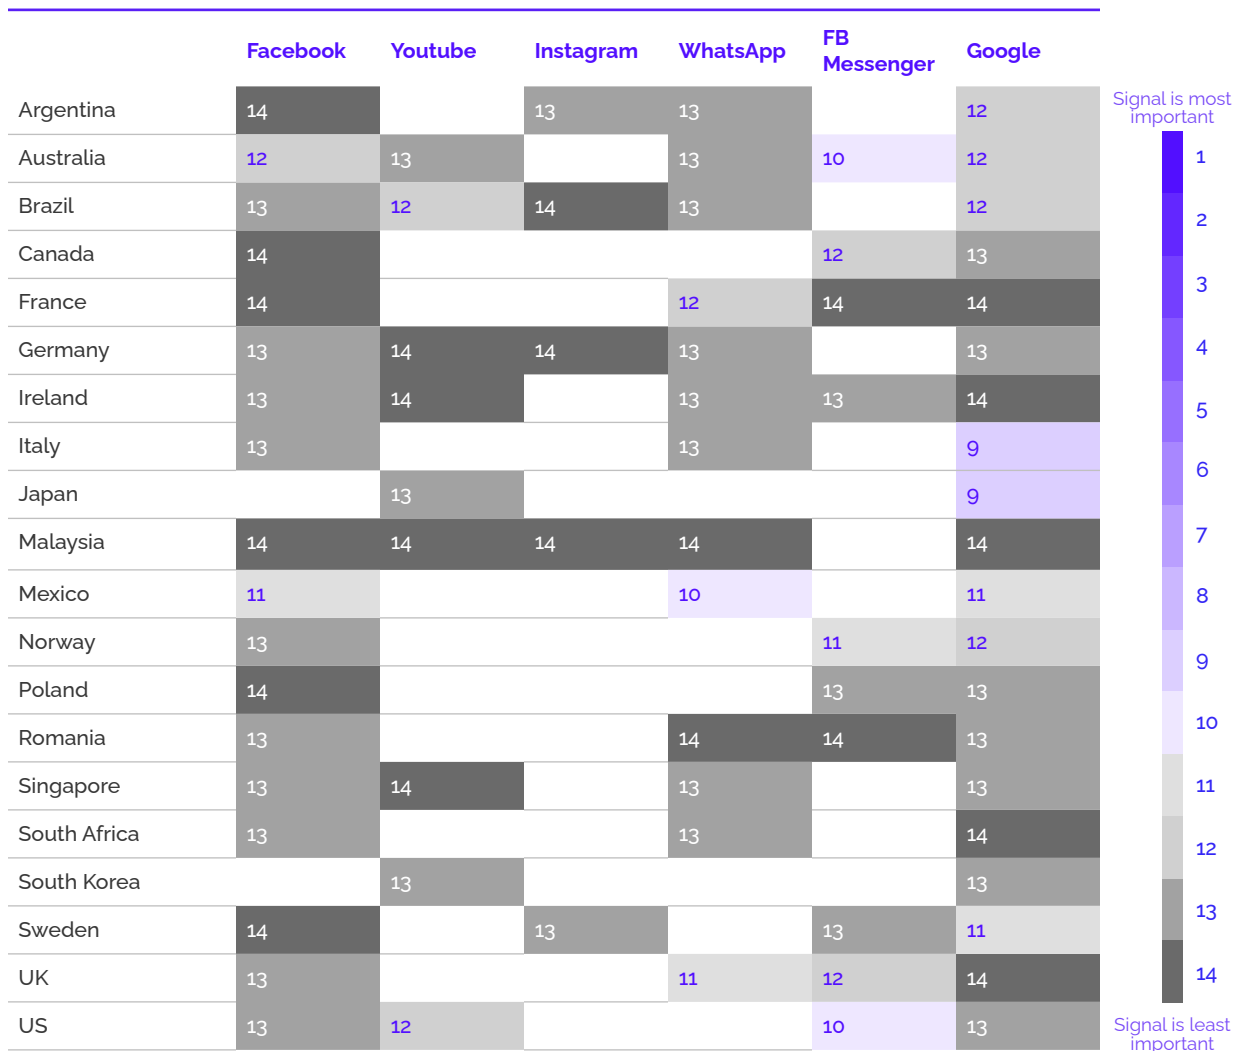 Facebook Youtube Instagram WhatsApp FB Messenger Google
Argentina 14 13 13 12
Australia 12 13 13 10 12
Brazil 13 12 14 13 12
Canada 14 12 13
France 14 12 14 14
Germany 13 14 14 13 13
Ireland 13 14 13 13 14
Italy 13 13 9
Japan 13 9
Malaysia 14 14 14 14 14
Mexico 11 10 11
Norway 13 11 12
Poland 14 13 13
Romania 13 14 14 13
Singapore 13 14 13 13
South Africa 13 13 14
South Korea 13 13
Sweden 14 13 13 11
UK 13 11 12 14
US 13 12 10 13
Signal is most
important
1
2
3
4
5
6
7
8
9
10
11
12
13
14
Signal is least
important